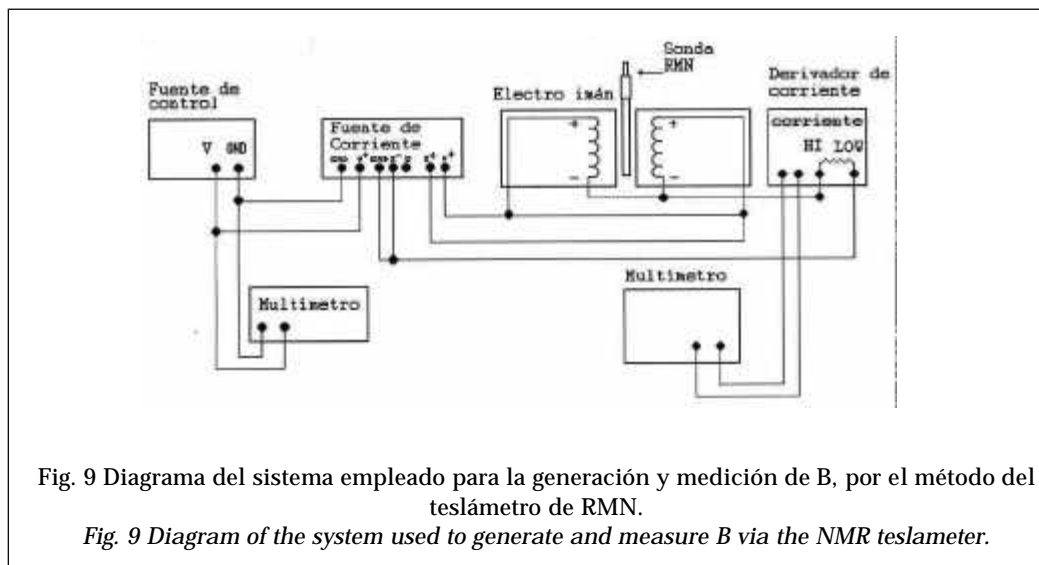 Sonda
RMN
Derivador de
corriente
Fuente de
control
Electro imán
V GND
Fuente de
Corriente
+
-
+
-
corriente
HI LOW
Multimetro
Multimetro
Fig. 9 Diagrama del sistema empleado para la generación y medición de B, por el método del
teslámetro de RMN.
Fig. 9 Diagram of the system used to generate and measure B via the NMR teslameter.